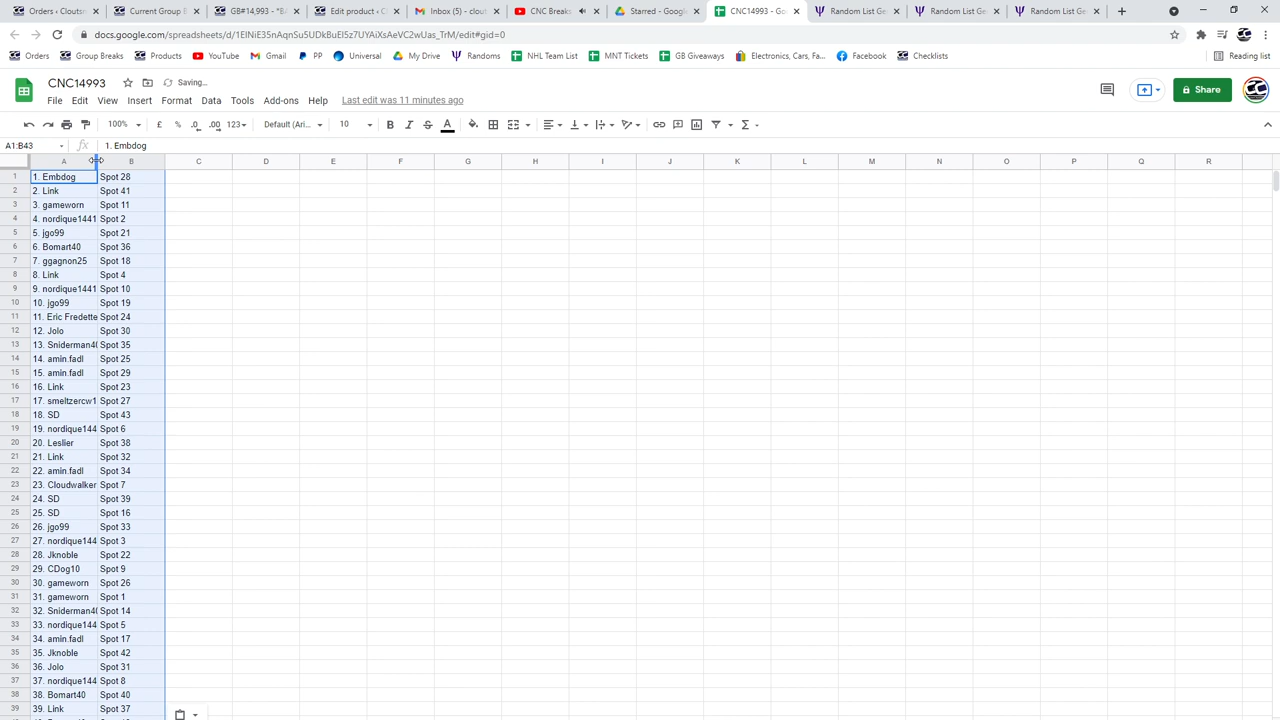 Orders ‹ Cloutsn
Current Group B
GB#14,993 - *B
Edit product ‹ C
Inbox (5) - clout
CNC Breaks
Starred - Google
CNC14993 - Go
Random List Ge
Random List Ge
Random List Ge
docs.google.com/spreadsheets/d/1EINiE35nAqnSu5UDkBuEI5z7UYAiXsAeVC2wUas_TrM/edit#gid=0
Orders
Group Breaks
Products
YouTube
Gmail
PP
Universal
My Drive
Randoms
NHL Team List
MNT Tickets
GB Giveaways
Electronics, Cars, Fa...
Facebook
Checklists
Reading list
CNC14993
Saving...
File Edit View Insert Format Data Tools Add-ons Help Last edit was 11 minutes ago
Share
100% £ % .0 .00 123 Default (Ari... 10 B I S A
A1:B43 fx 1. Embdog
A B C D E F G H I J K L M N O P Q R
1 1. Embdog Spot 28
2 2. Link Spot 41
3 3. gameworn Spot 11
4 4. nordique1441 Spot 2
5 5. jgo99 Spot 21
6 6. Bomart40 Spot 36
7 7. ggagnon25 Spot 18
8 8. Link Spot 4
9 9. nordique1441 Spot 10
10 10. jgo99 Spot 19
11 11. Eric Fredette Spot 24
12 12. Jolo Spot 30
13 13. Sniderman40 Spot 35
14 14. amin.fadl Spot 25
15 15. amin.fadl Spot 29
16 16. Link Spot 23
17 17. smeltzercw1 Spot 27
18 18. SD Spot 43
19 19. nordique144 Spot 6
20 20. Leslier Spot 38
21 21. Link Spot 32
22 22. amin.fadl Spot 34
23 23. Cloudwalker Spot 7
24 24. SD Spot 39
25 25. SD Spot 16
26 26. jgo99 Spot 33
27 27. nordique144 Spot 3
28 28. Jknoble Spot 22
29 29. CDog10 Spot 9
30 30. gameworn Spot 26
31 31. gameworn Spot 1
32 32. Sniderman40 Spot 14
33 33. nordique144 Spot 5
34 34. amin.fadl Spot 17
35 35. Jknoble Spot 42
36 36. Jolo Spot 31
37 37. nordique144 Spot 8
38 38. Bomart40 Spot 40
39 39. Link Spot 37